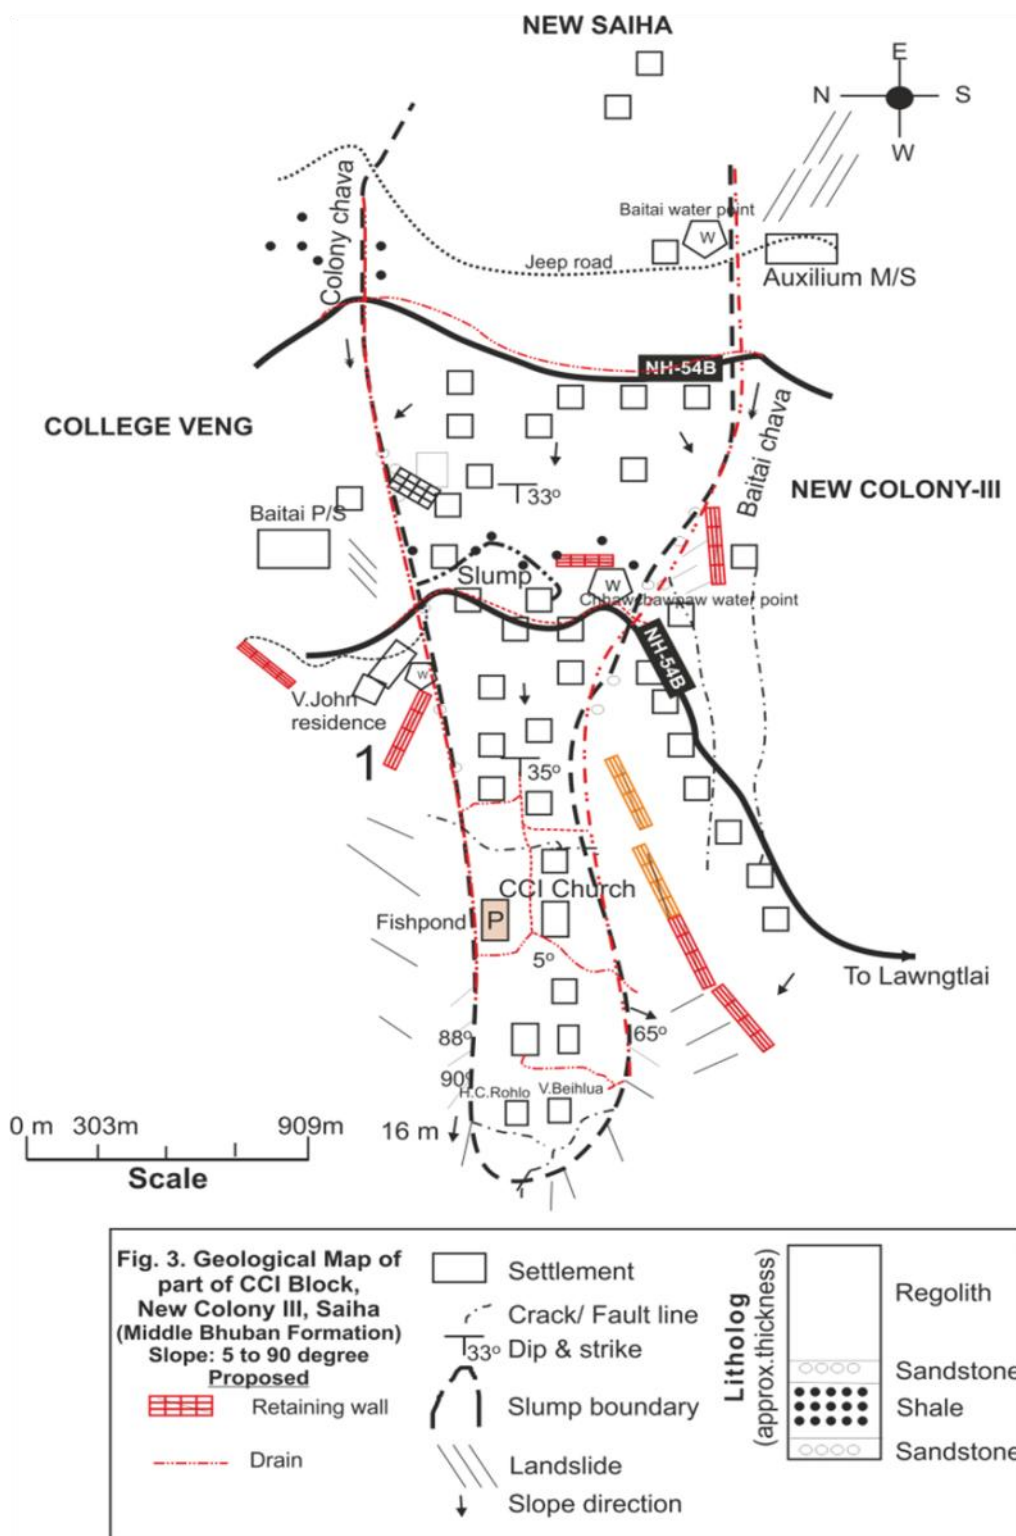 NEW SAIHA
E
N
S
W
Colony chava
Baitai water point
W
Jeep road
Auxilium M/S
NH-54B
COLLEGE VENG
Baitai chava
NEW COLONY-III
33°
Baitai P/S
Slump
W
Chhawchawnaw water point
NH-54B
W
V.John
residence
1
35°
CCI Church
Fishpond
P
5°
To Lawngtlai
88°
65°
90°
H.C.Rohlo
V.Beihlua
16 m
0 m
303m
909m
Scale
Fig. 3. Geological Map of
part of CCI Block,
New Colony III, Saiha
(Middle Bhuban Formation)
Slope: 5 to 90 degree
Proposed
Retaining wall
Drain
Settlement
Crack/ Fault line
33°
Dip & strike
Slump boundary
Landslide
Slope direction
Litholog
(approx.thickness)
Regolith
Sandstone
Shale
Sandstone